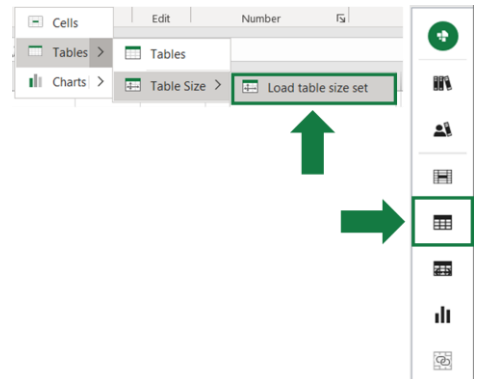 Cells
Edit
Number
Tables
Tables
Charts
Table Size
Load table size set